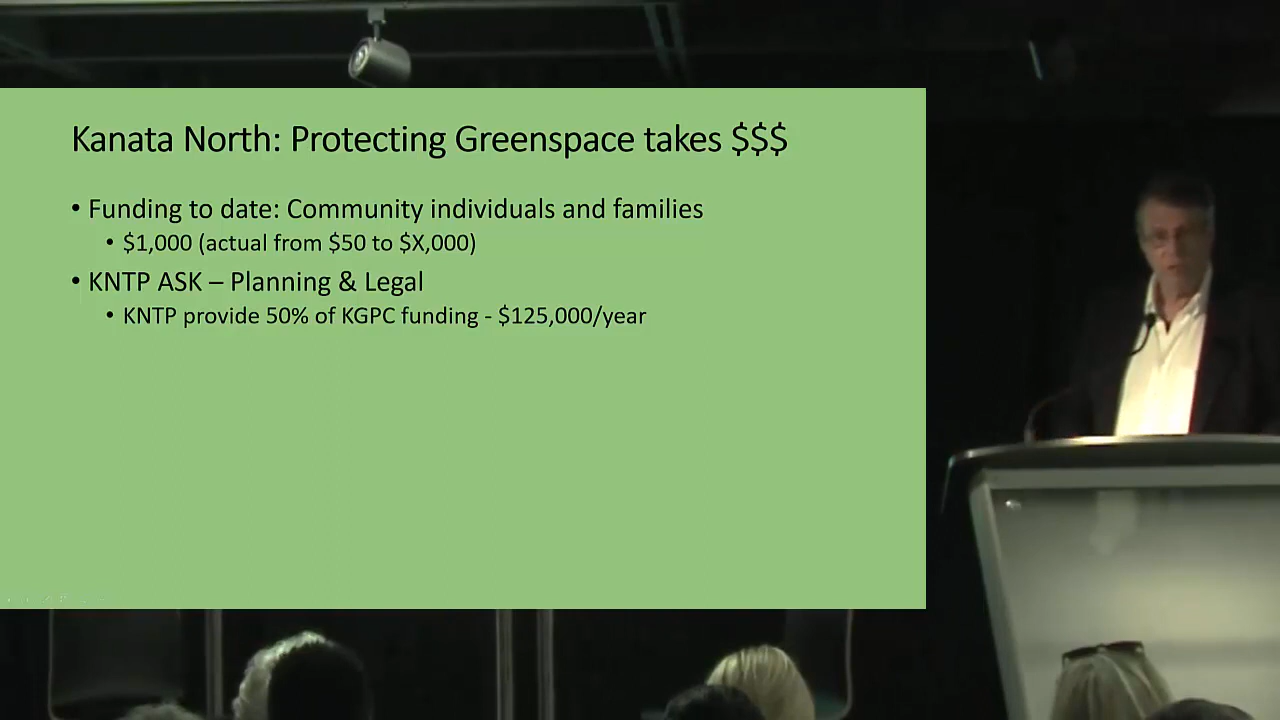 Kanata North: Protecting Greenspace takes $$$
• Funding to date: Community individuals and families
• $1,000 (actual from $50 to $X,000)
• KNTP ASK – Planning & Legal
• KNTP provide 50% of KGPC funding - $125,000/year